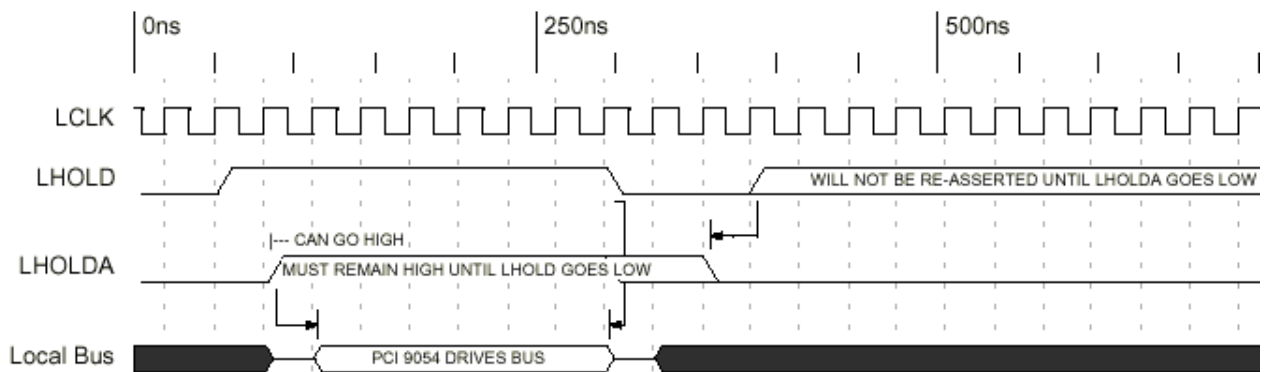 0ns 250ns 500ns
LCLK
LHOLD WILL NOT BE RE-ASSERTED UNTIL LHOLDA GOES LOW
|--- CAN GO HIGH
LHOLDA MUST REMAIN HIGH UNTIL LHOLD GOES LOW
Local Bus PCI 9054 DRIVES BUS